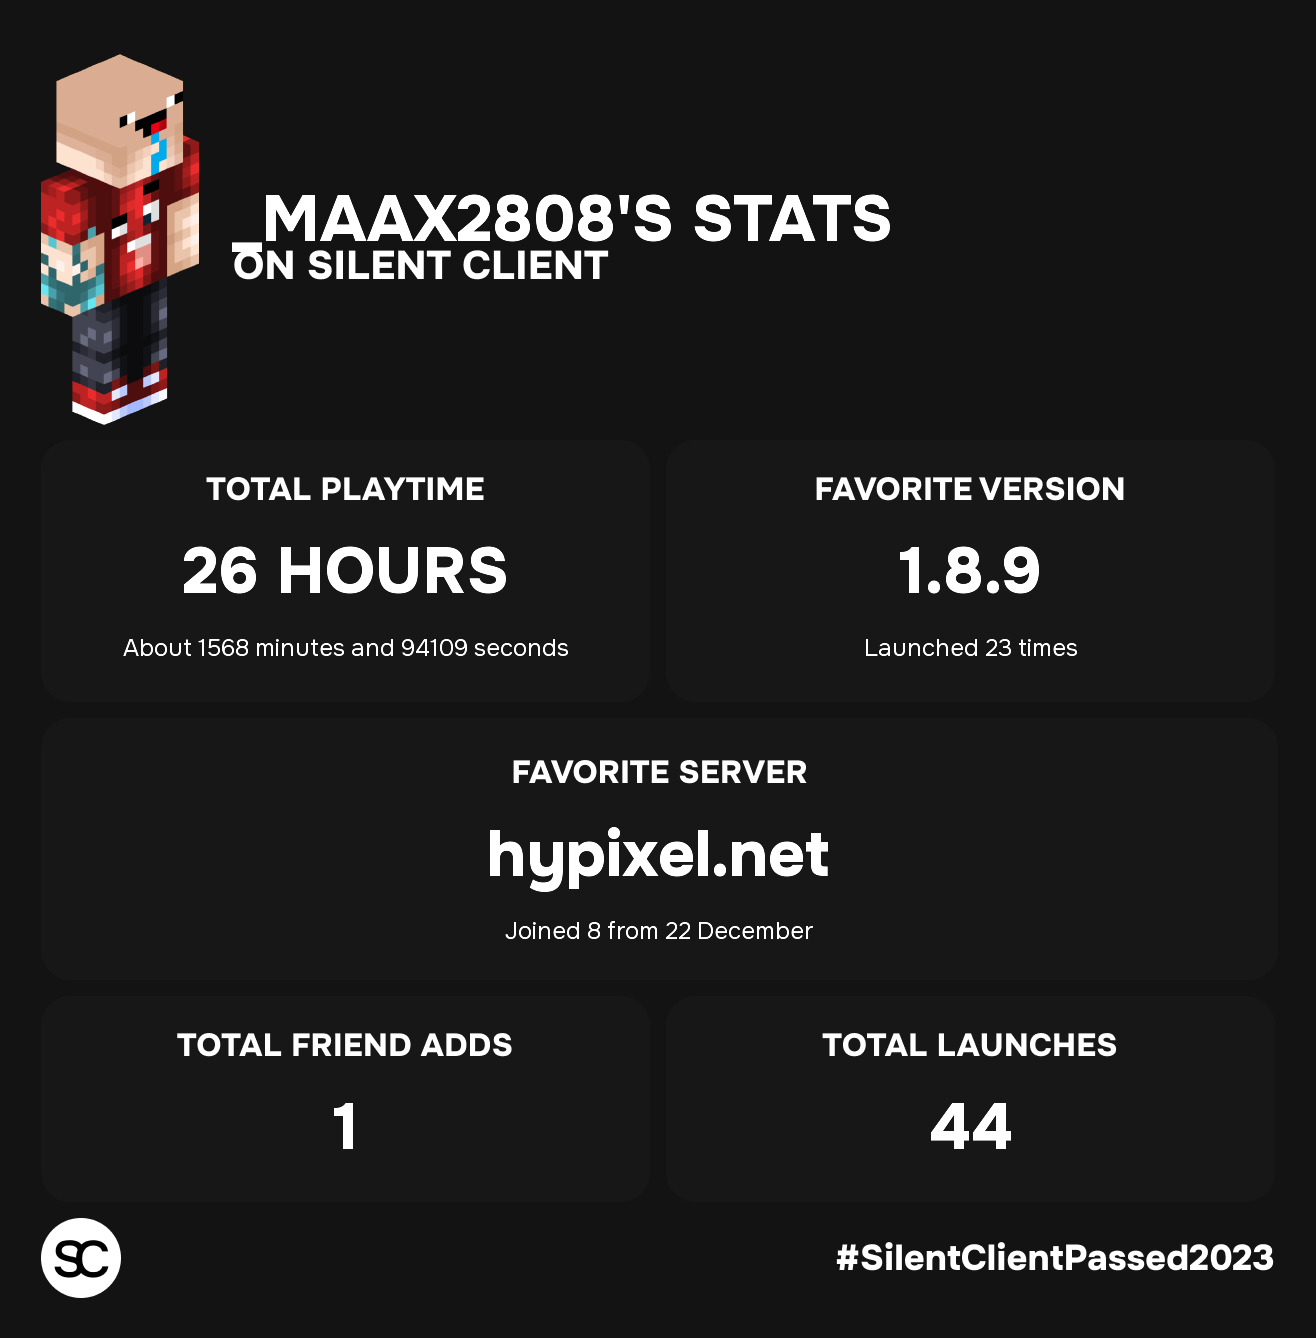 _MAAX2808'S STATS
ON SILENT CLIENT
TOTAL PLAYTIME
26 HOURS
About 1568 minutes and 94109 seconds
FAVORITE VERSION
1.8.9
Launched 23 times
FAVORITE SERVER
hypixel.net
Joined 8 from 22 December
TOTAL FRIEND ADDS
1
TOTAL LAUNCHES
44
SC
#SilentClientPassed2023